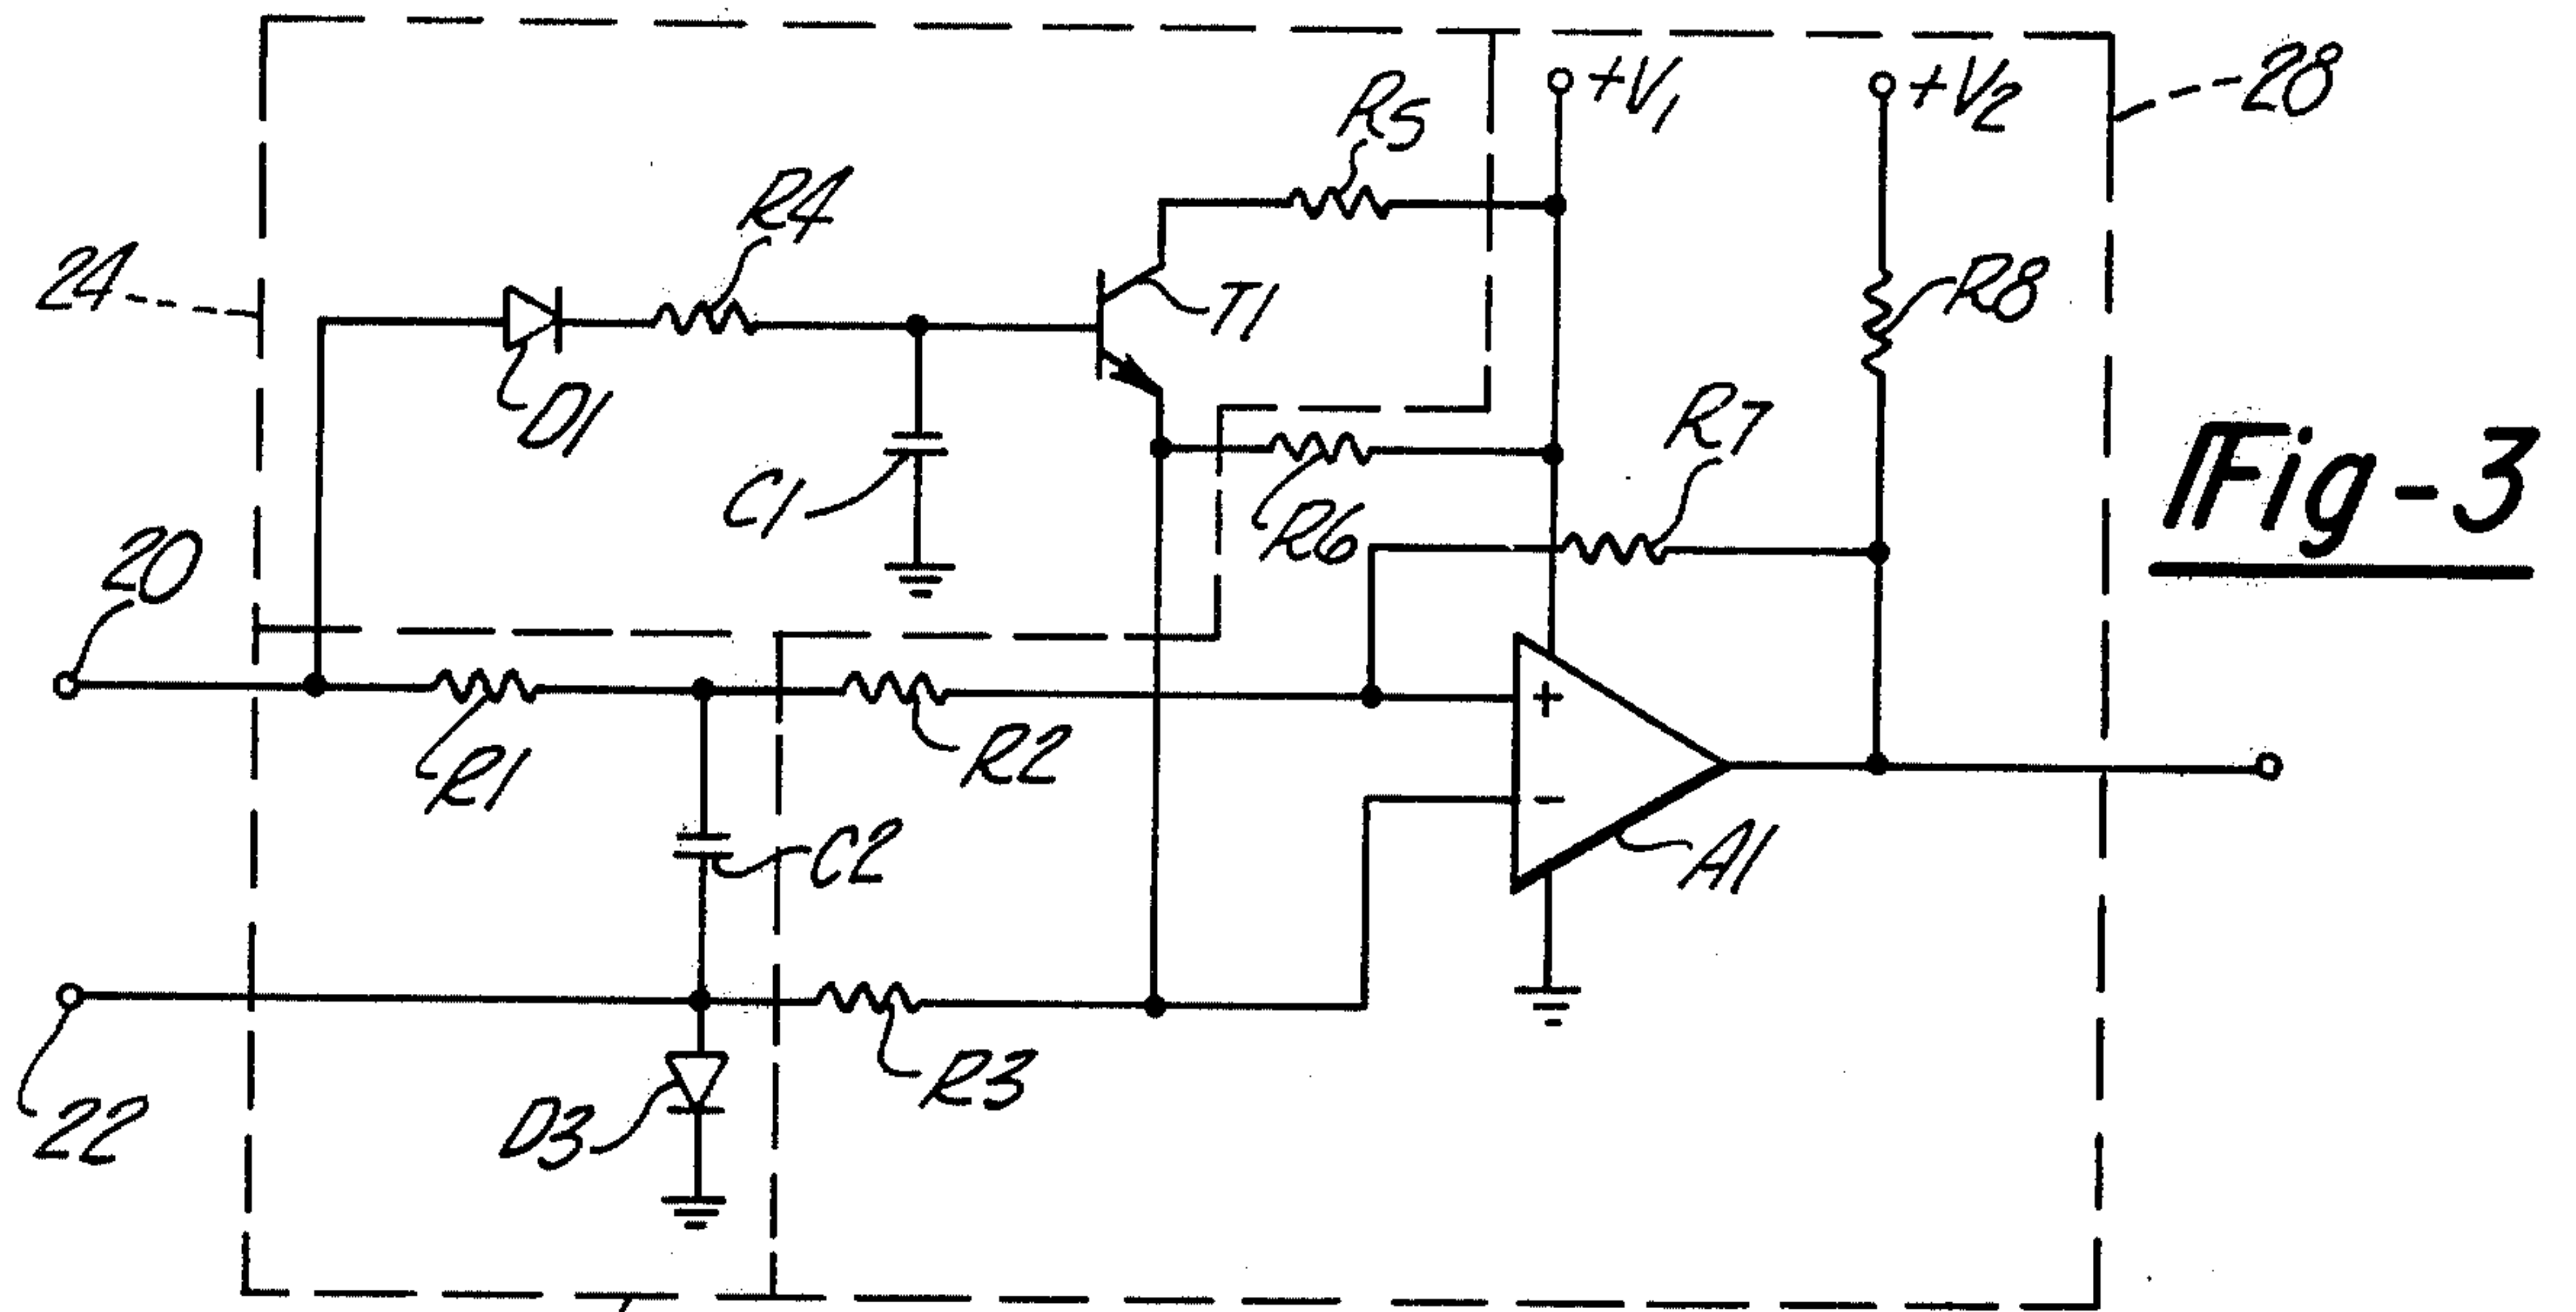 +V1
+V2
28
R5
R4
24
T1
R8
D1
R7
Fig-3
C1
R6
20
+
R1
R2
-
C2
A1
D3
R3
22